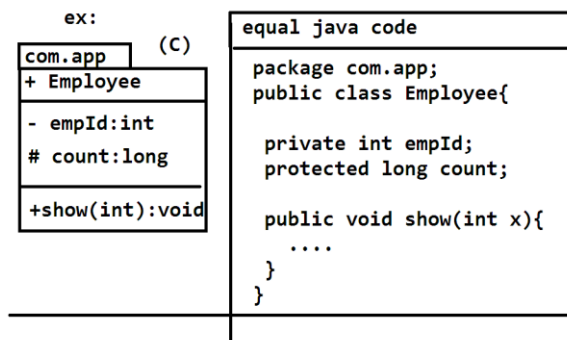 ex:
(C)
com.app
+ Employee
- empId:int
# count:long
+show(int):void
equal java code
package com.app;
public class Employee{
private int empId;
protected long count;
public void show(int x){
....
}
}